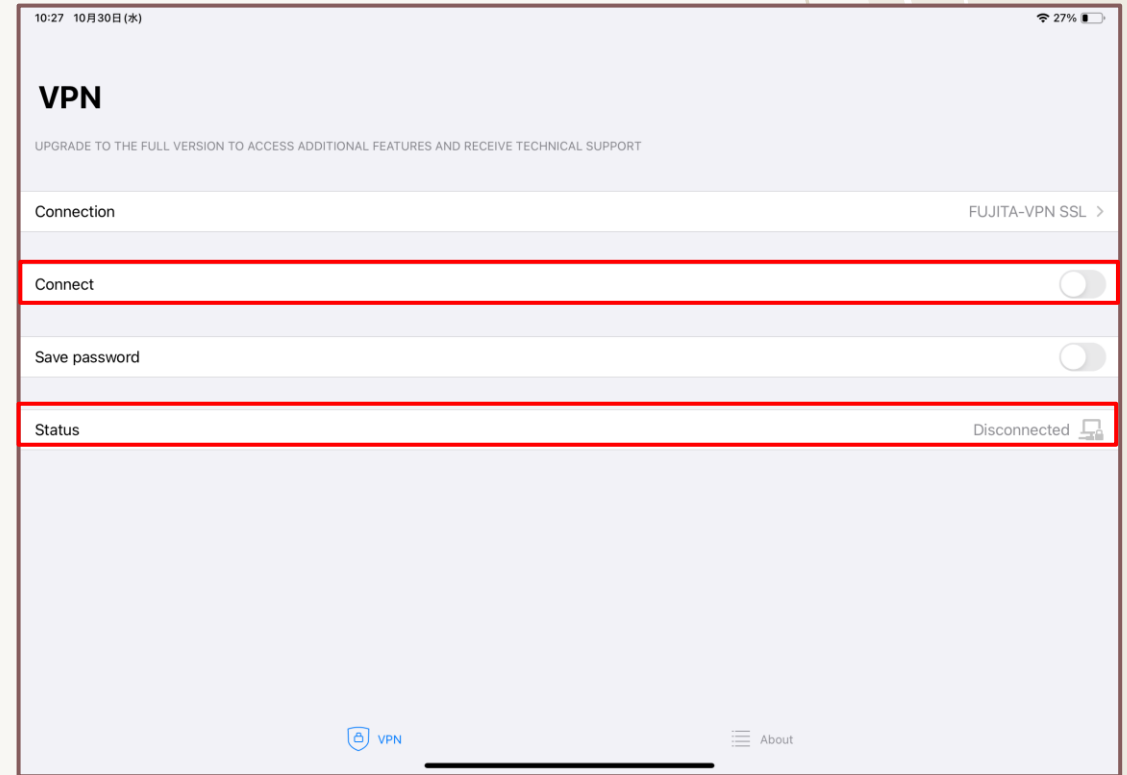 10:27 10月30日(水) 27%
VPN
UPGRADE TO THE FULL VERSION TO ACCESS ADDITIONAL FEATURES AND RECEIVE TECHNICAL SUPPORT
Connection FUJITA-VPN SSL >
Connect
Save password
Status Disconnected
VPN About